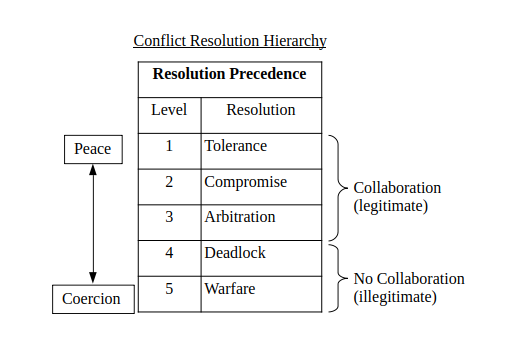 Conflict Resolution Hierarchy
Resolution Precedence
Level Resolution
1 Tolerance
2 Compromise
3 Arbitration
4 Deadlock
5 Warfare
Peace
Coercion
Collaboration
(legitimate)
No Collaboration
(illegitimate)